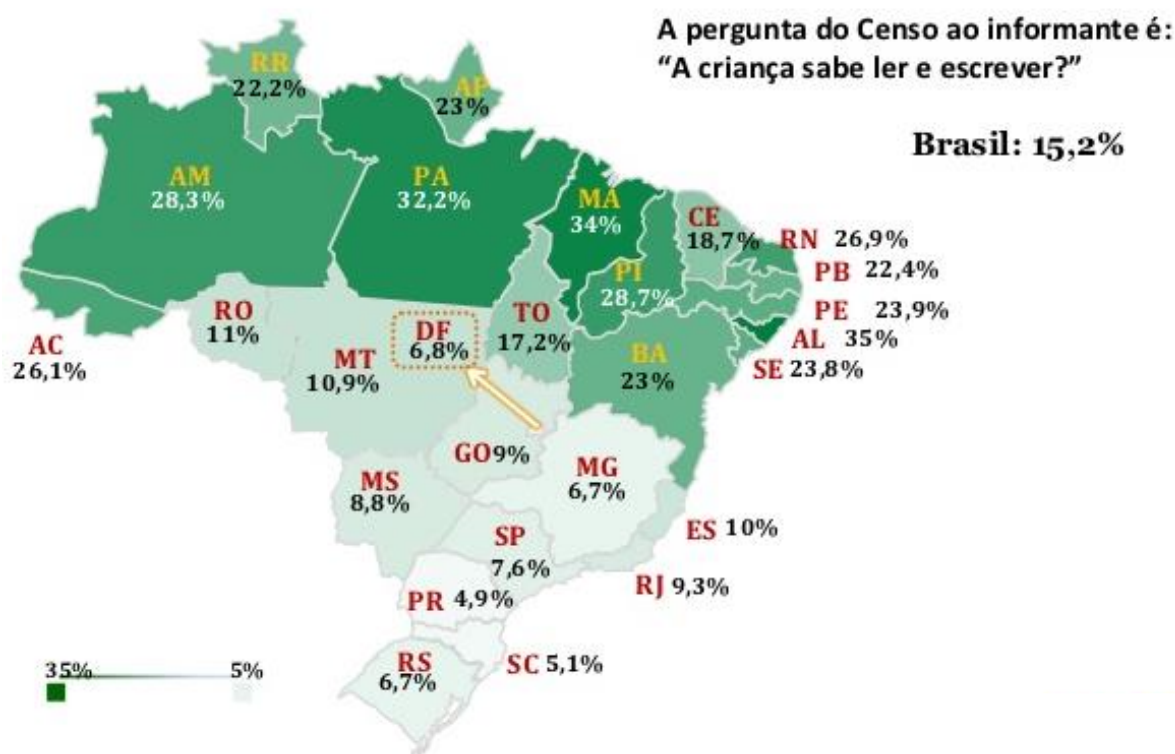 A pergunta do Censo ao informante é:
“A criança sabe ler e escrever?”
Brasil: 15,2%
RR
22,2%
AP
23%
AM
28,3%
PA
32,2%
MA
34%
CE
18,7%
RN 26,9%
PB 22,4%
PI
28,7%
PE 23,9%
AL 35%
SE 23,8%
AC
26,1%
RO
11%
MT
10,9%
DF
6,8%
TO
17,2%
BA
23%
GO 9%
MG
6,7%
MS
8,8%
ES 10%
SP
7,6%
RJ 9,3%
PR 4,9%
SC 5,1%
RS
6,7%
35% 5%